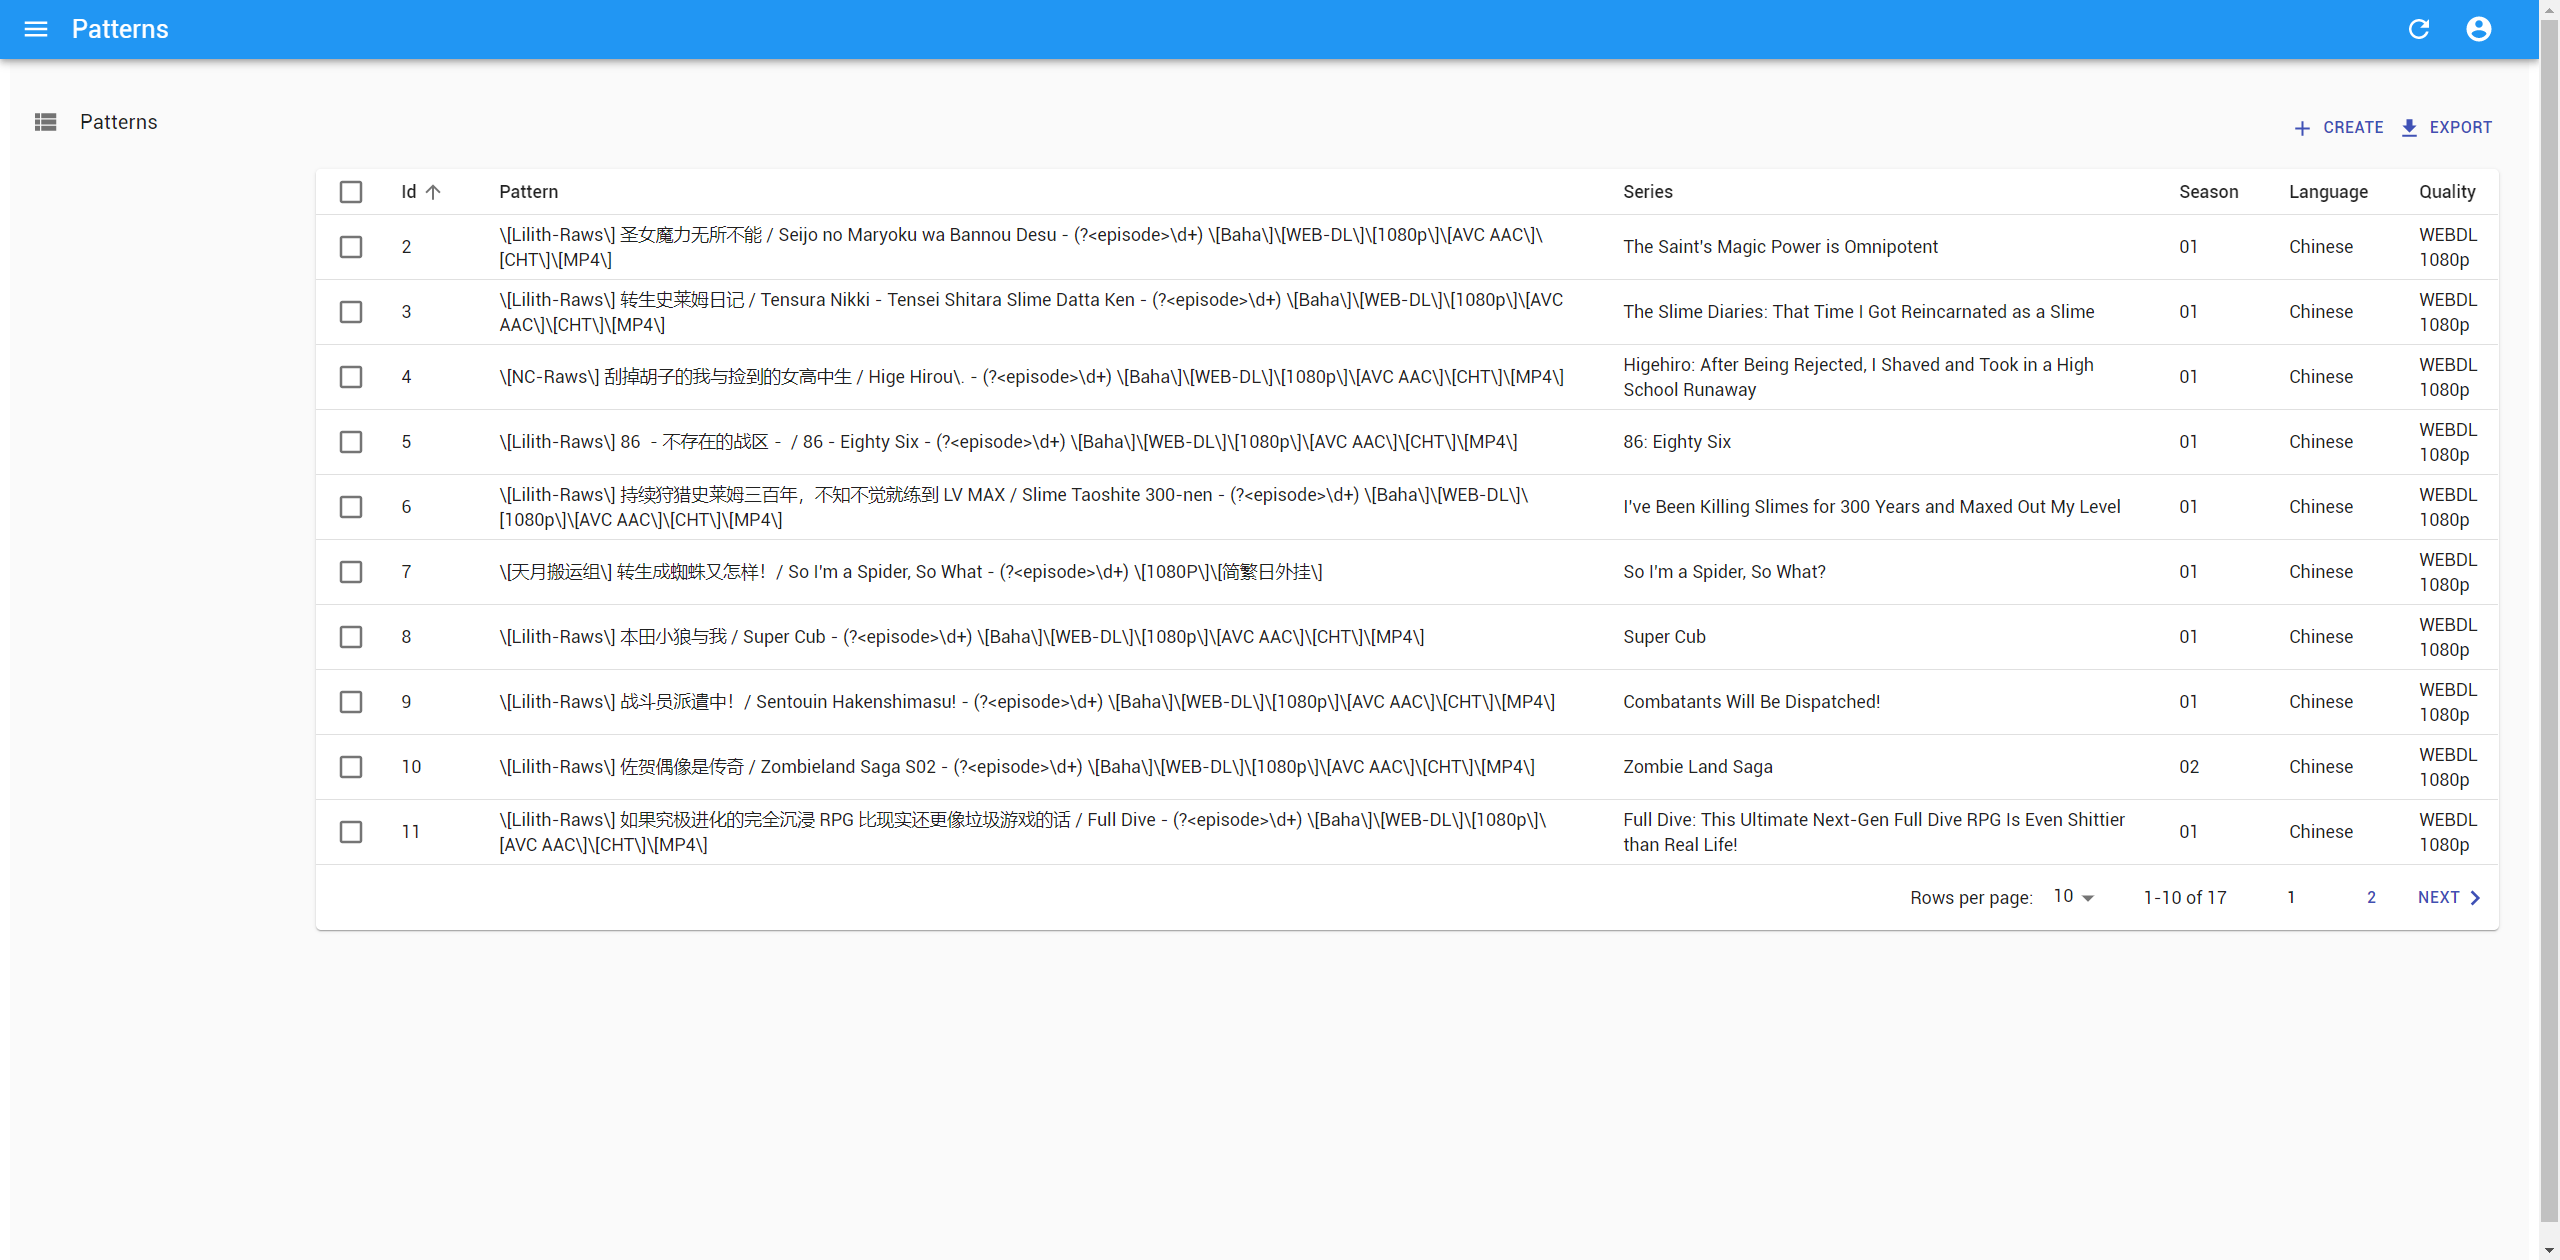 Patterns
Patterns
CREATE EXPORT
Id Pattern Series Season Language Quality
2 \[Lilith-Raws\] 圣女魔力无所不能 / Seijo no Maryoku wa Bannou Desu - (?<episode>\d+) \[Baha\]\[WEB-DL\]\[1080p\]\[AVC AAC\]\
[CHT\]\[MP4\] The Saint's Magic Power is Omnipotent 01 Chinese WEBDL
1080p
3 \[Lilith-Raws\] 转生史莱姆日记 / Tensura Nikki - Tensei Shitara Slime Datta Ken - (?<episode>\d+) \[Baha\]\[WEB-DL\]\[1080p\]\[AVC
AAC\]\[CHT\]\[MP4\] The Slime Diaries: That Time I Got Reincarnated as a Slime 01 Chinese WEBDL
1080p
4 \[NC-Raws\] 刮掉胡子的我与捡到的女高中生 / Hige Hirou\. - (?<episode>\d+) \[Baha\]\[WEB-DL\]\[1080p\]\[AVC AAC\]\[CHT\]\[MP4\] Higehiro: After Being Rejected, I Shaved and Took in a High
School Runaway 01 Chinese WEBDL
1080p
5 \[Lilith-Raws\] 86 - 不存在的战区 - / 86 - Eighty Six - (?<episode>\d+) \[Baha\]\[WEB-DL\]\[1080p\]\[AVC AAC\]\[CHT\]\[MP4\] 86: Eighty Six 01 Chinese WEBDL
1080p
6 \[Lilith-Raws\] 持续狩猎史莱姆三百年，不知不觉就练到 LV MAX / Slime Taoshite 300-nen - (?<episode>\d+) \[Baha\]\[WEB-DL\]\
[1080p\]\[AVC AAC\]\[CHT\]\[MP4\] I've Been Killing Slimes for 300 Years and Maxed Out My Level 01 Chinese WEBDL
1080p
7 \[天月搬运组\] 转生成蜘蛛又怎样！/ So I'm a Spider, So What - (?<episode>\d+) \[1080P\]\[简繁日外挂\] So I'm a Spider, So What? 01 Chinese WEBDL
1080p
8 \[Lilith-Raws\] 本田小狼与我 / Super Cub - (?<episode>\d+) \[Baha\]\[WEB-DL\]\[1080p\]\[AVC AAC\]\[CHT\]\[MP4\] Super Cub 01 Chinese WEBDL
1080p
9 \[Lilith-Raws\] 战斗员派遣中！/ Sentouin Hakenshimasu! - (?<episode>\d+) \[Baha\]\[WEB-DL\]\[1080p\]\[AVC AAC\]\[CHT\]\[MP4\] Combatants Will Be Dispatched! 01 Chinese WEBDL
1080p
10 \[Lilith-Raws\] 佐贺偶像是传奇 / Zombieland Saga S02 - (?<episode>\d+) \[Baha\]\[WEB-DL\]\[1080p\]\[AVC AAC\]\[CHT\]\[MP4\] Zombie Land Saga 02 Chinese WEBDL
1080p
11 \[Lilith-Raws\] 如果究极进化的完全沉浸 RPG 比现实还更像垃圾游戏的话 / Full Dive - (?<episode>\d+) \[Baha\]\[WEB-DL\]\[1080p\]\
[AVC AAC\]\[CHT\]\[MP4\] Full Dive: This Ultimate Next-Gen Full Dive RPG Is Even Shittier
than Real Life! 01 Chinese WEBDL
1080p
Rows per page: 10 1-10 of 17 1 2 NEXT